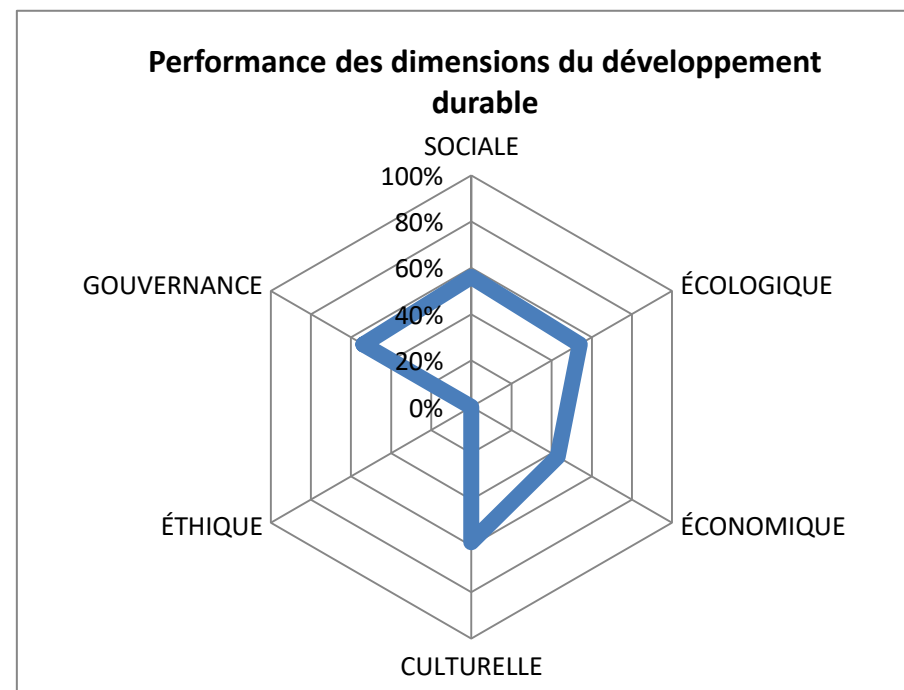 Performance des dimensions du développement
durable
SOCIALE
100%
80%
60%
40%
20%
0%
GOUVERNANCE
ÉCOLOGIQUE
ÉTHIQUE
ÉCONOMIQUE
CULTURELLE